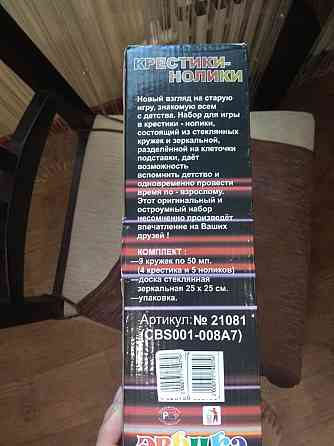 КРЕСТИКИ-
НОЛИКИ
Новый взгляд на старую
игру, знакомую всем
с детства. Набор для игры
в крестики - нолики,
состоящий из стеклянных
кружек и зеркальной,
разделённой на клеточки
подставки, даёт
возможность
вспомнить детство и
одновременно провести
время по - взрослому.
Этот оригинальный и
остроумный набор
несомненно произведёт
впечатление на Ваших
друзей !
КОМПЛЕКТ :
—9 кружек по 50 мл.
(4 крестика и 5 ноликов)
—доска стеклянная
зеркальная 25 x 25 см.
—упаковка.
Артикул:№ 21081
(CBS001-008A7)